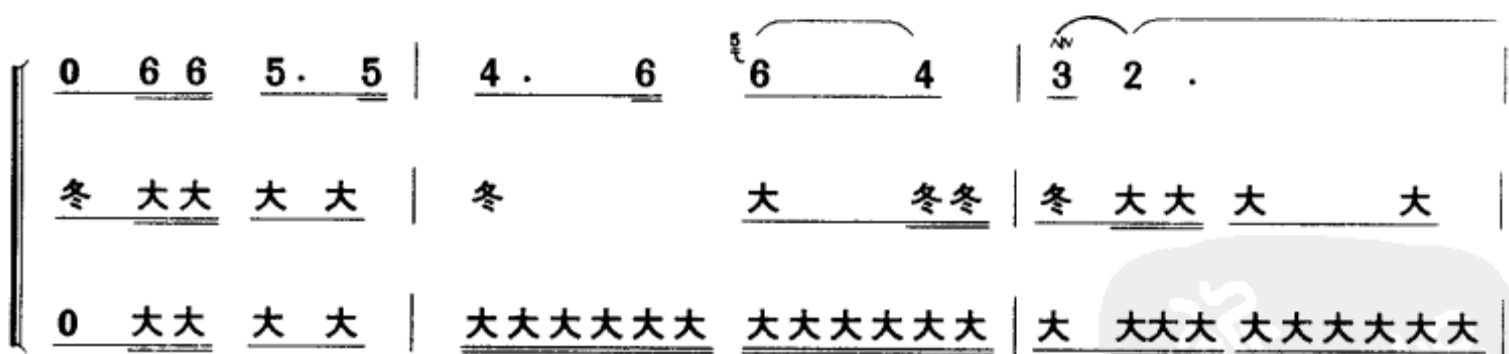 0 6 6 5 . 5 | 4 . 6 5 6 4 | 3 2 .
冬 大大 大 大 | 冬 大 冬冬 | 冬 大大 大 大
0 大大 大 大 | 大大大大大大 大大大大大大 | 大 大大大 大大大大大大